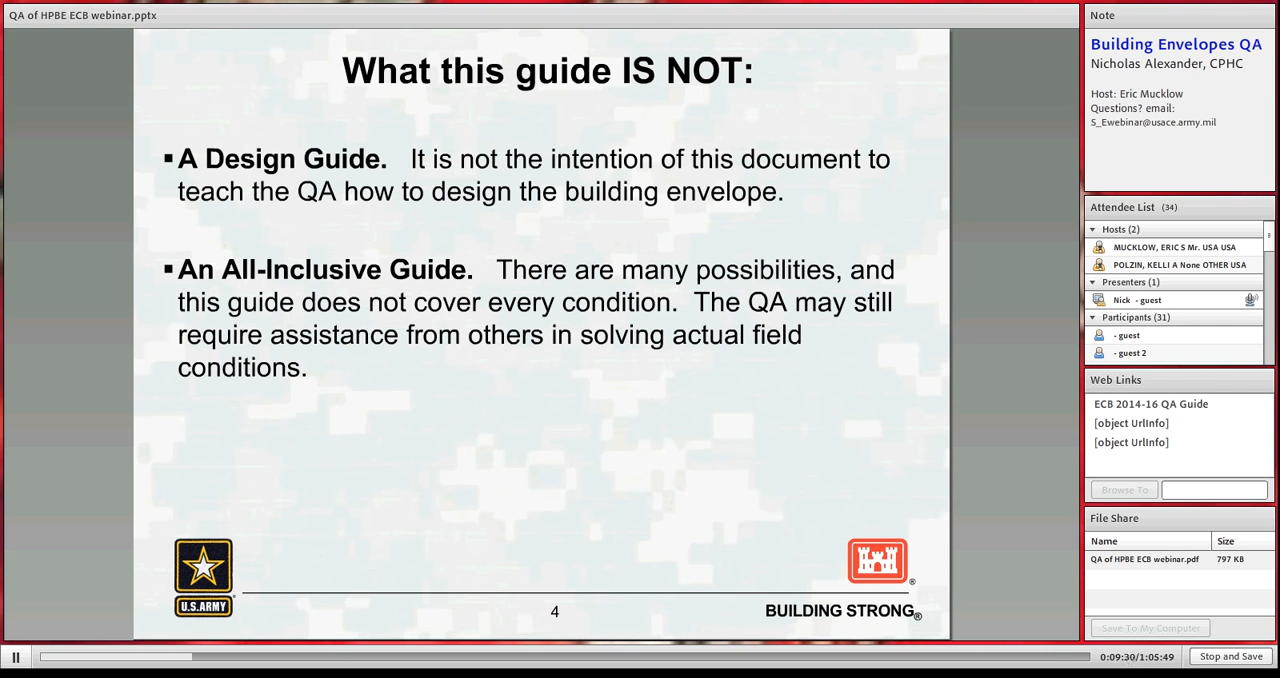 QA of HPBE ECB webinar.pptx
What this guide IS NOT:
▪ A Design Guide. It is not the intention of this document to
teach the QA how to design the building envelope.
▪ An All-Inclusive Guide. There are many possibilities, and
this guide does not cover every condition. The QA may still
require assistance from others in solving actual field
conditions.
U.S.ARMY
4
BUILDING STRONG®
Note
Building Envelopes QA
Nicholas Alexander, CPHC
Host: Eric Mucklow
Questions? email:
S_Ewebinar@usace.army.mil
Attendee List (34)
Hosts (2)
MUCKLOW, ERIC S Mr. USA USA
POLZIN, KELLI A None OTHER USA
Presenters (1)
Nick - guest
Participants (31)
- guest
- guest 2
Web Links
ECB 2014-16 QA Guide
[object UrlInfo]
[object UrlInfo]
Browse To
File Share
Name Size
QA of HPBE ECB webinar.pdf 797 KB
Save To My Computer
0:09:30/1:05:49
Stop and Save